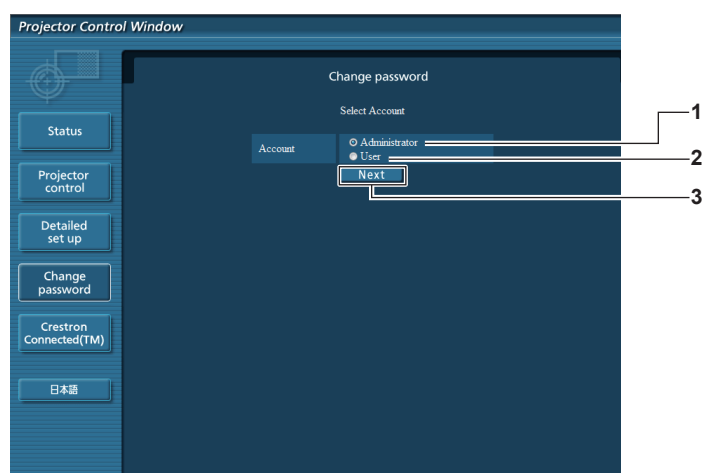 Projector Control Window
Change password
Select Account
Account
Administrator
User
Next
Status
Projector
control
Detailed
set up
Change
password
Crestron
Connected(TM)
日本語
1
2
3